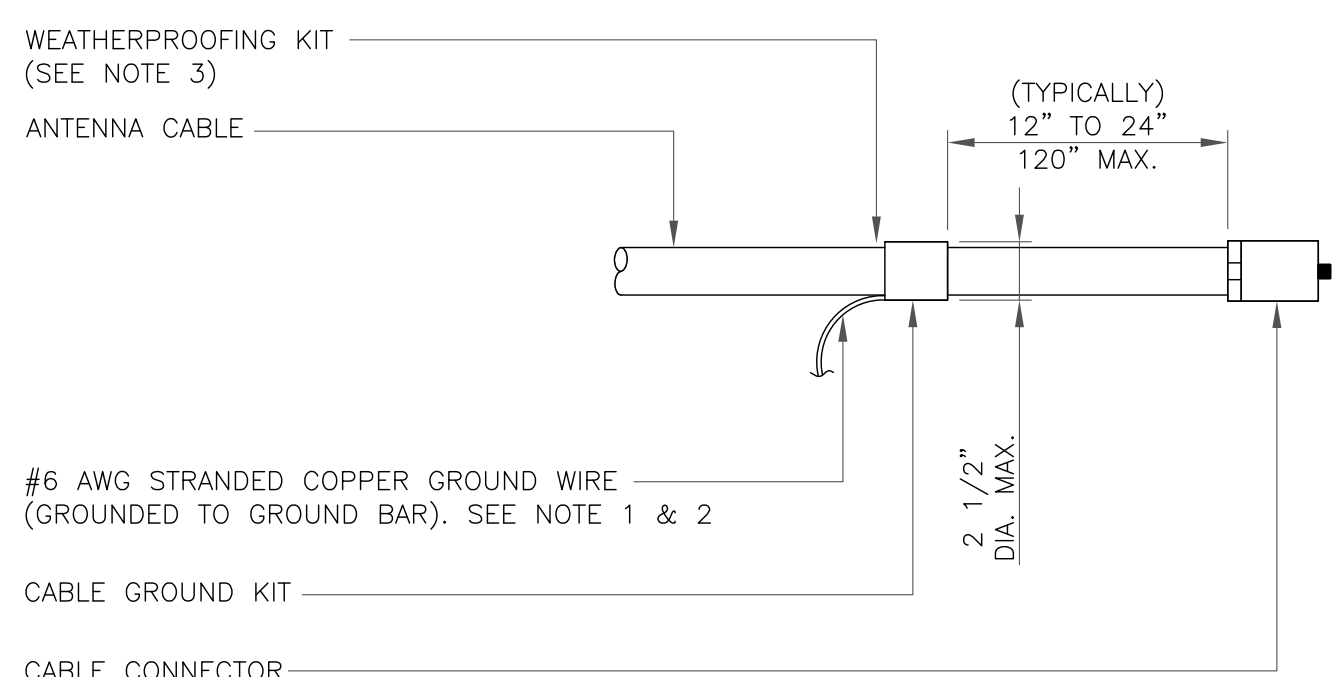 WEATHERPROOFING KIT
(SEE NOTE 3)
ANTENNA CABLE
(TYPICALLY)
12” TO 24”
120” MAX.
#6 AWG STRANDED COPPER GROUND WIRE
(GROUNDED TO GROUND BAR). SEE NOTE 1 & 2
2 1/2”
DIA. MAX.
CABLE GROUND KIT
CABLE CONNECTOR